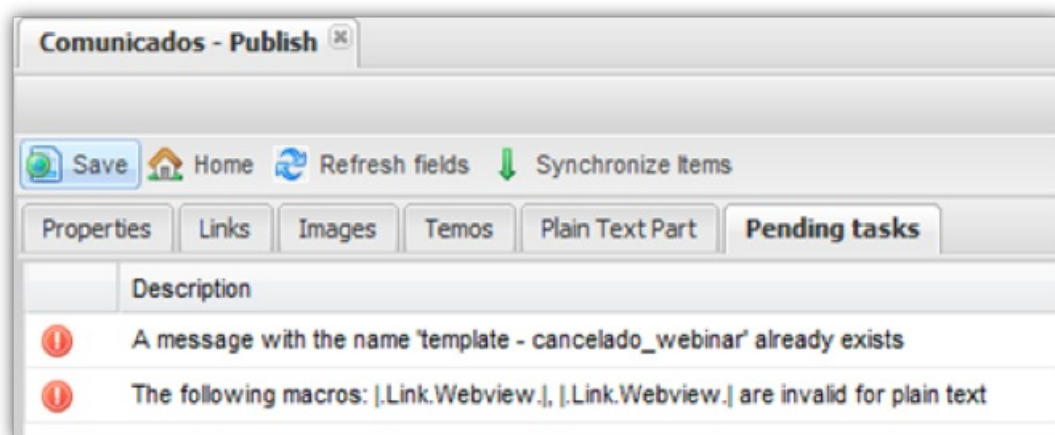 Comunicados - Publish
Save Home Refresh fields Synchronize Items
Properties Links Images Temos Plain Text Part Pending tasks
Description
A message with the name 'template - cancelado_webinar' already exists
The following macros: |.Link.Webview.|, |.Link.Webview.| are invalid for plain text